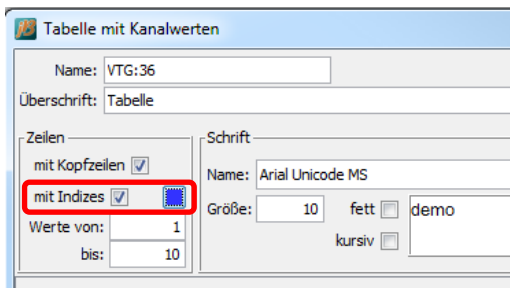 Tabelle mit Kanalwerten
Name: VTG:36
Überschrift: Tabelle
Zeilen
mit Kopfzeilen
mit Indizes
Werte von: 1
bis: 10
Schrift
Name: Arial Unicode MS
Größe: 10 fett demo
kursiv